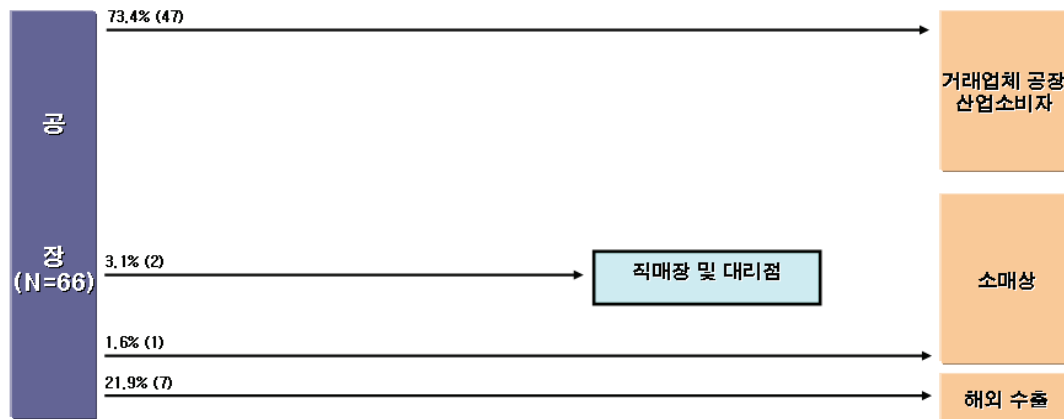 공
장
(N=66)
73.4% (47)
거래업체 공장
산업소비자
3.1% (2)
직매장 및 대리점
소매상
1.6% (1)
21.9% (7)
해외 수출